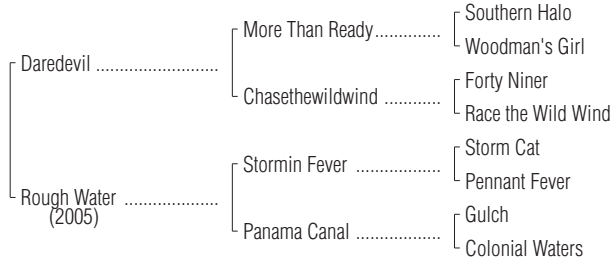 Southern Halo
More Than Ready..............
Woodman's Girl
Daredevil ..........................
Forty Niner
Chasethewildwind ............
Race the Wild Wind
Storm Cat
Stormin Fever ..................
Pennant Fever
Rough Water ....................
(2005)
Gulch
Panama Canal ..................
Colonial Waters